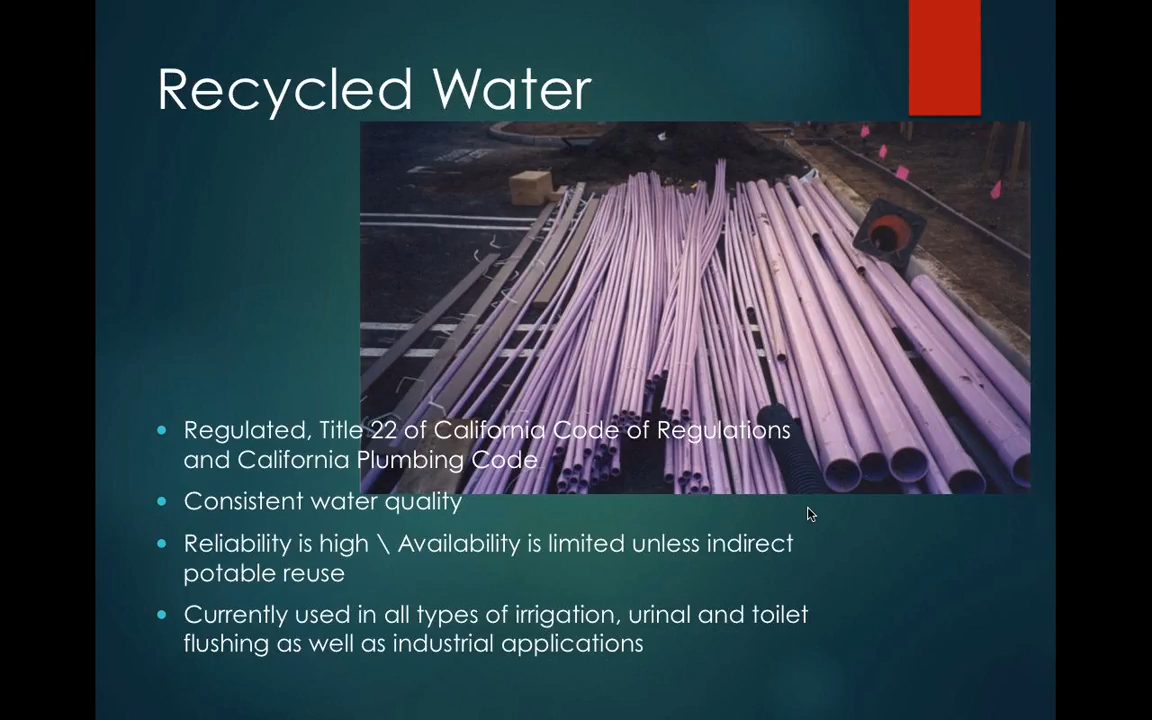 Recycled Water
Regulated, Title 22 of California Code of Regulations
and California Plumbing Code
Consistent water quality
Reliability is high \ Availability is limited unless indirect
potable reuse
Currently used in all types of irrigation, urinal and toilet
flushing as well as industrial applications